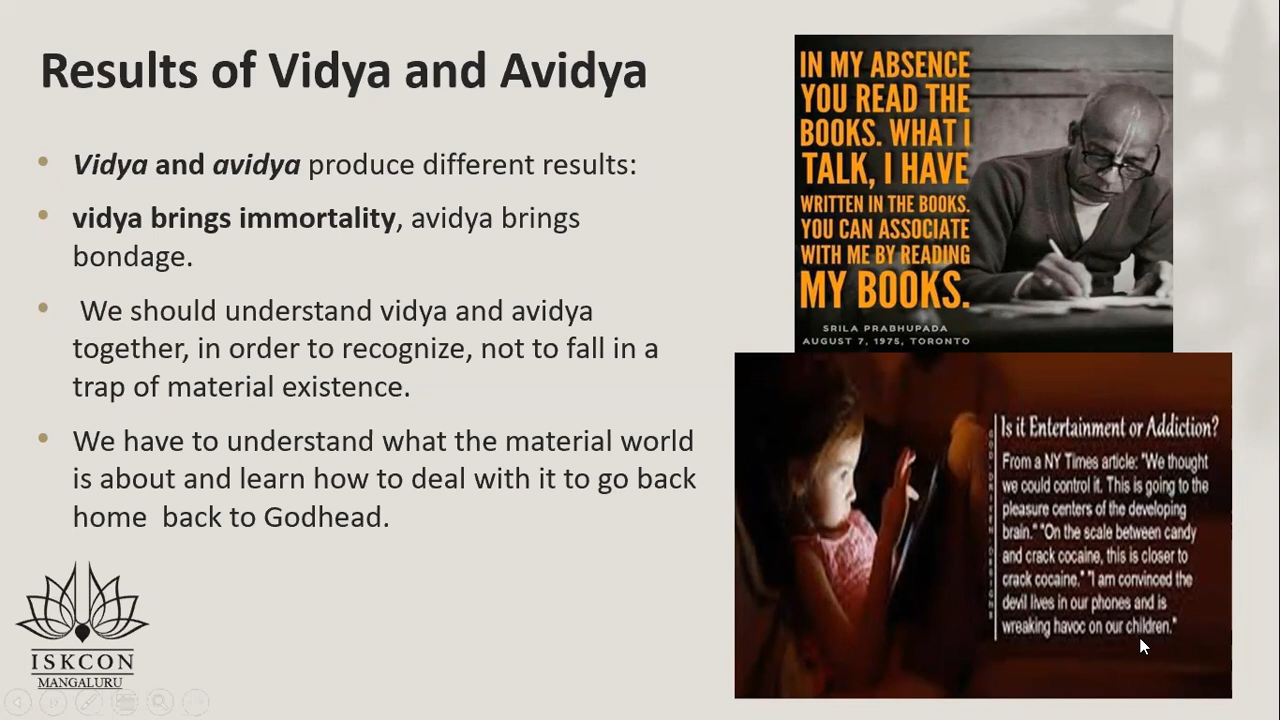 Results of Vidya and Avidya
• Vidya and avidya produce different results:
• vidya brings immortality, avidya brings
bondage.
• We should understand vidya and avidya
together, in order to recognize, not to fall in a
trap of material existence.
• We have to understand what the material world
is about and learn how to deal with it to go back
home back to Godhead.
ISKCON
MANGALURU
IN MY ABSENCE
YOU READ THE
BOOKS. WHAT I
TALK, I HAVE
WRITTEN IN THE BOOKS.
YOU CAN ASSOCIATE
WITH ME BY READING
MY BOOKS.
SRILA PRABHUPADA
AUGUST 7, 1975, TORONTO
Is it Entertainment or Addiction?
From a NY Times article: "We thought
we could control it. This is going to the
pleasure centers of the developing
brain." "On the scale between candy
and crack cocaine, this is closer to
crack cocaine." "I am convinced the
devil lives in our phones and is
wreaking havoc on our children."